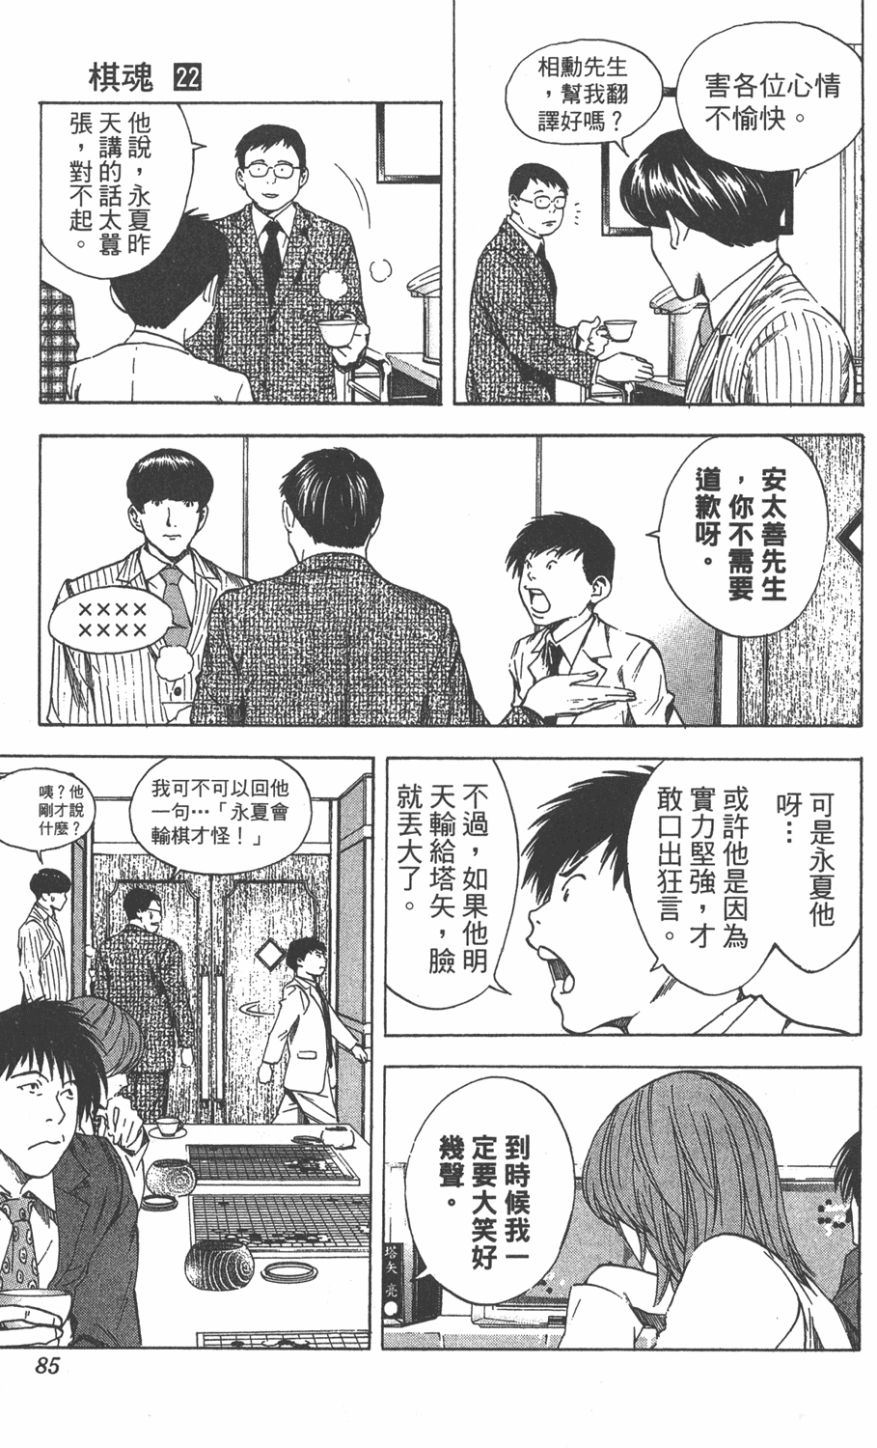 棋魂 22
害各位心情
不愉快。
相勳先生
，幫我翻
譯好嗎？
他說，永夏昨
天講的話太囂
張，對不起。
安太善先生
，你不需要
道歉呀。
××××
××××
可是永夏他
呀…
或許他是因為
實力堅強，才
敢口出狂言。
不過，如果他明
天輸給塔矢，臉
就丟大了。
我可不可以回他
一句…「永夏會
輸棋才怪！」
咦？他
剛才說
什麼？
到時候我一
定要大笑好
幾聲。
塔矢亮
85